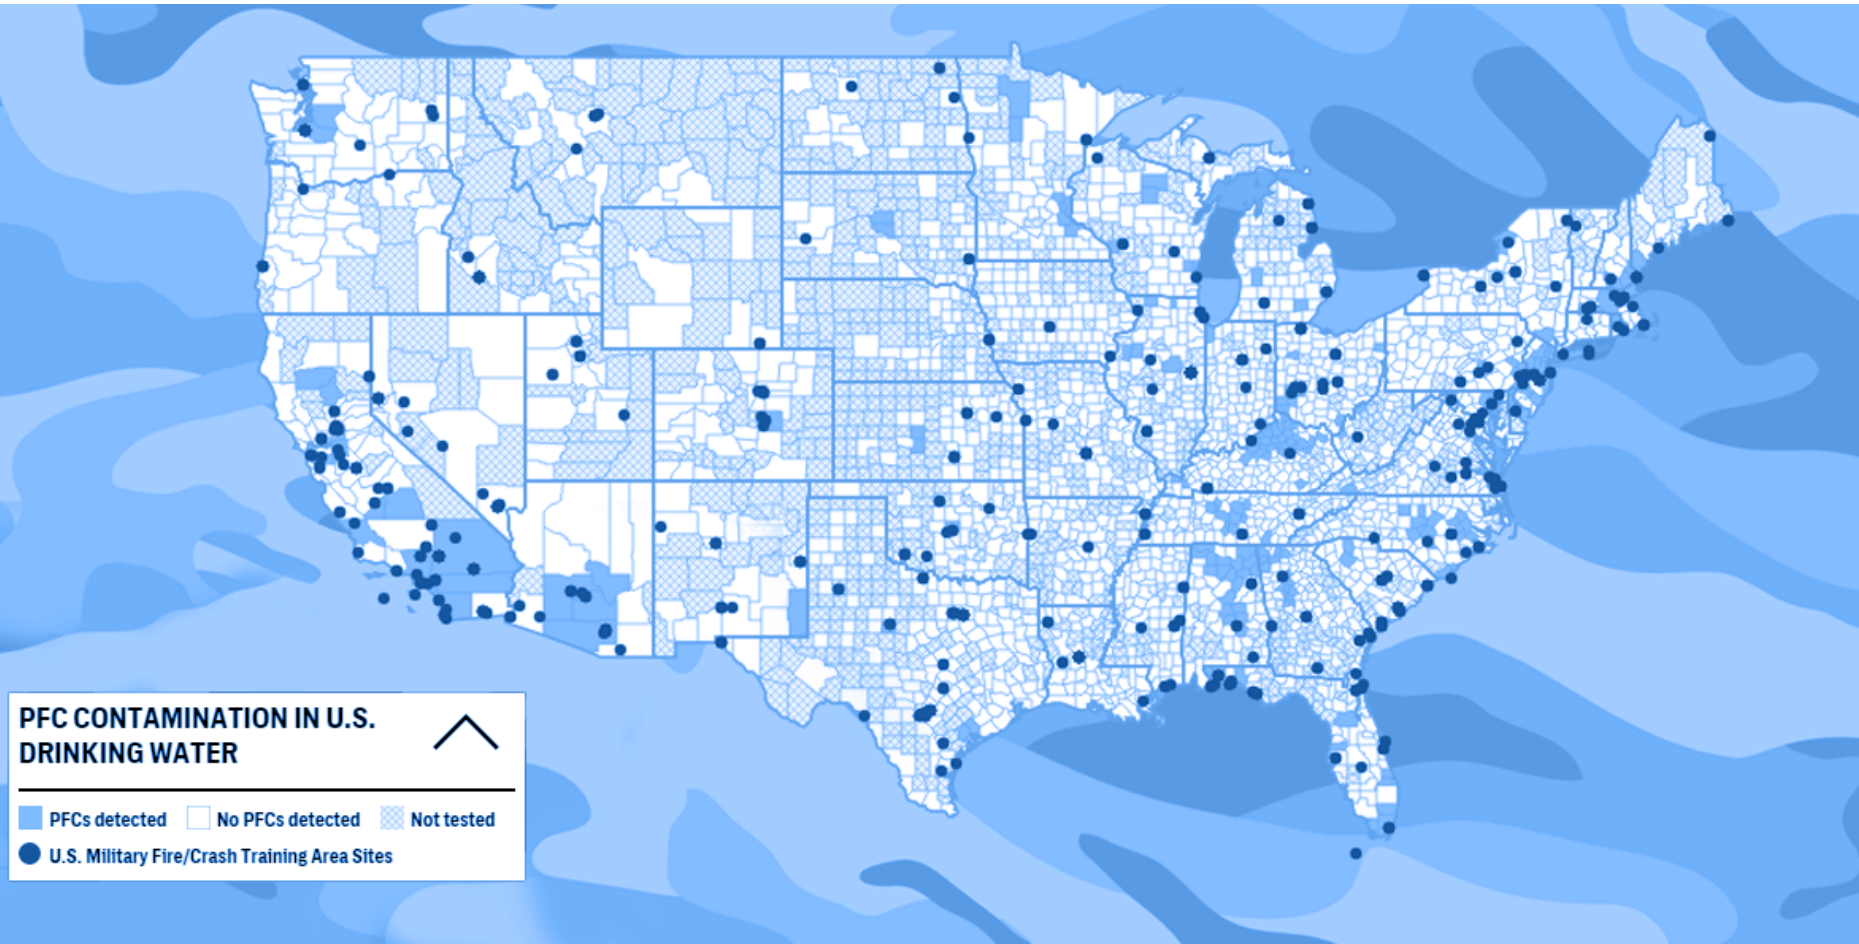 PFC CONTAMINATION IN U.S.
DRINKING WATER
PFCs detected No PFCs detected Not tested
U.S. Military Fire/Crash Training Area Sites